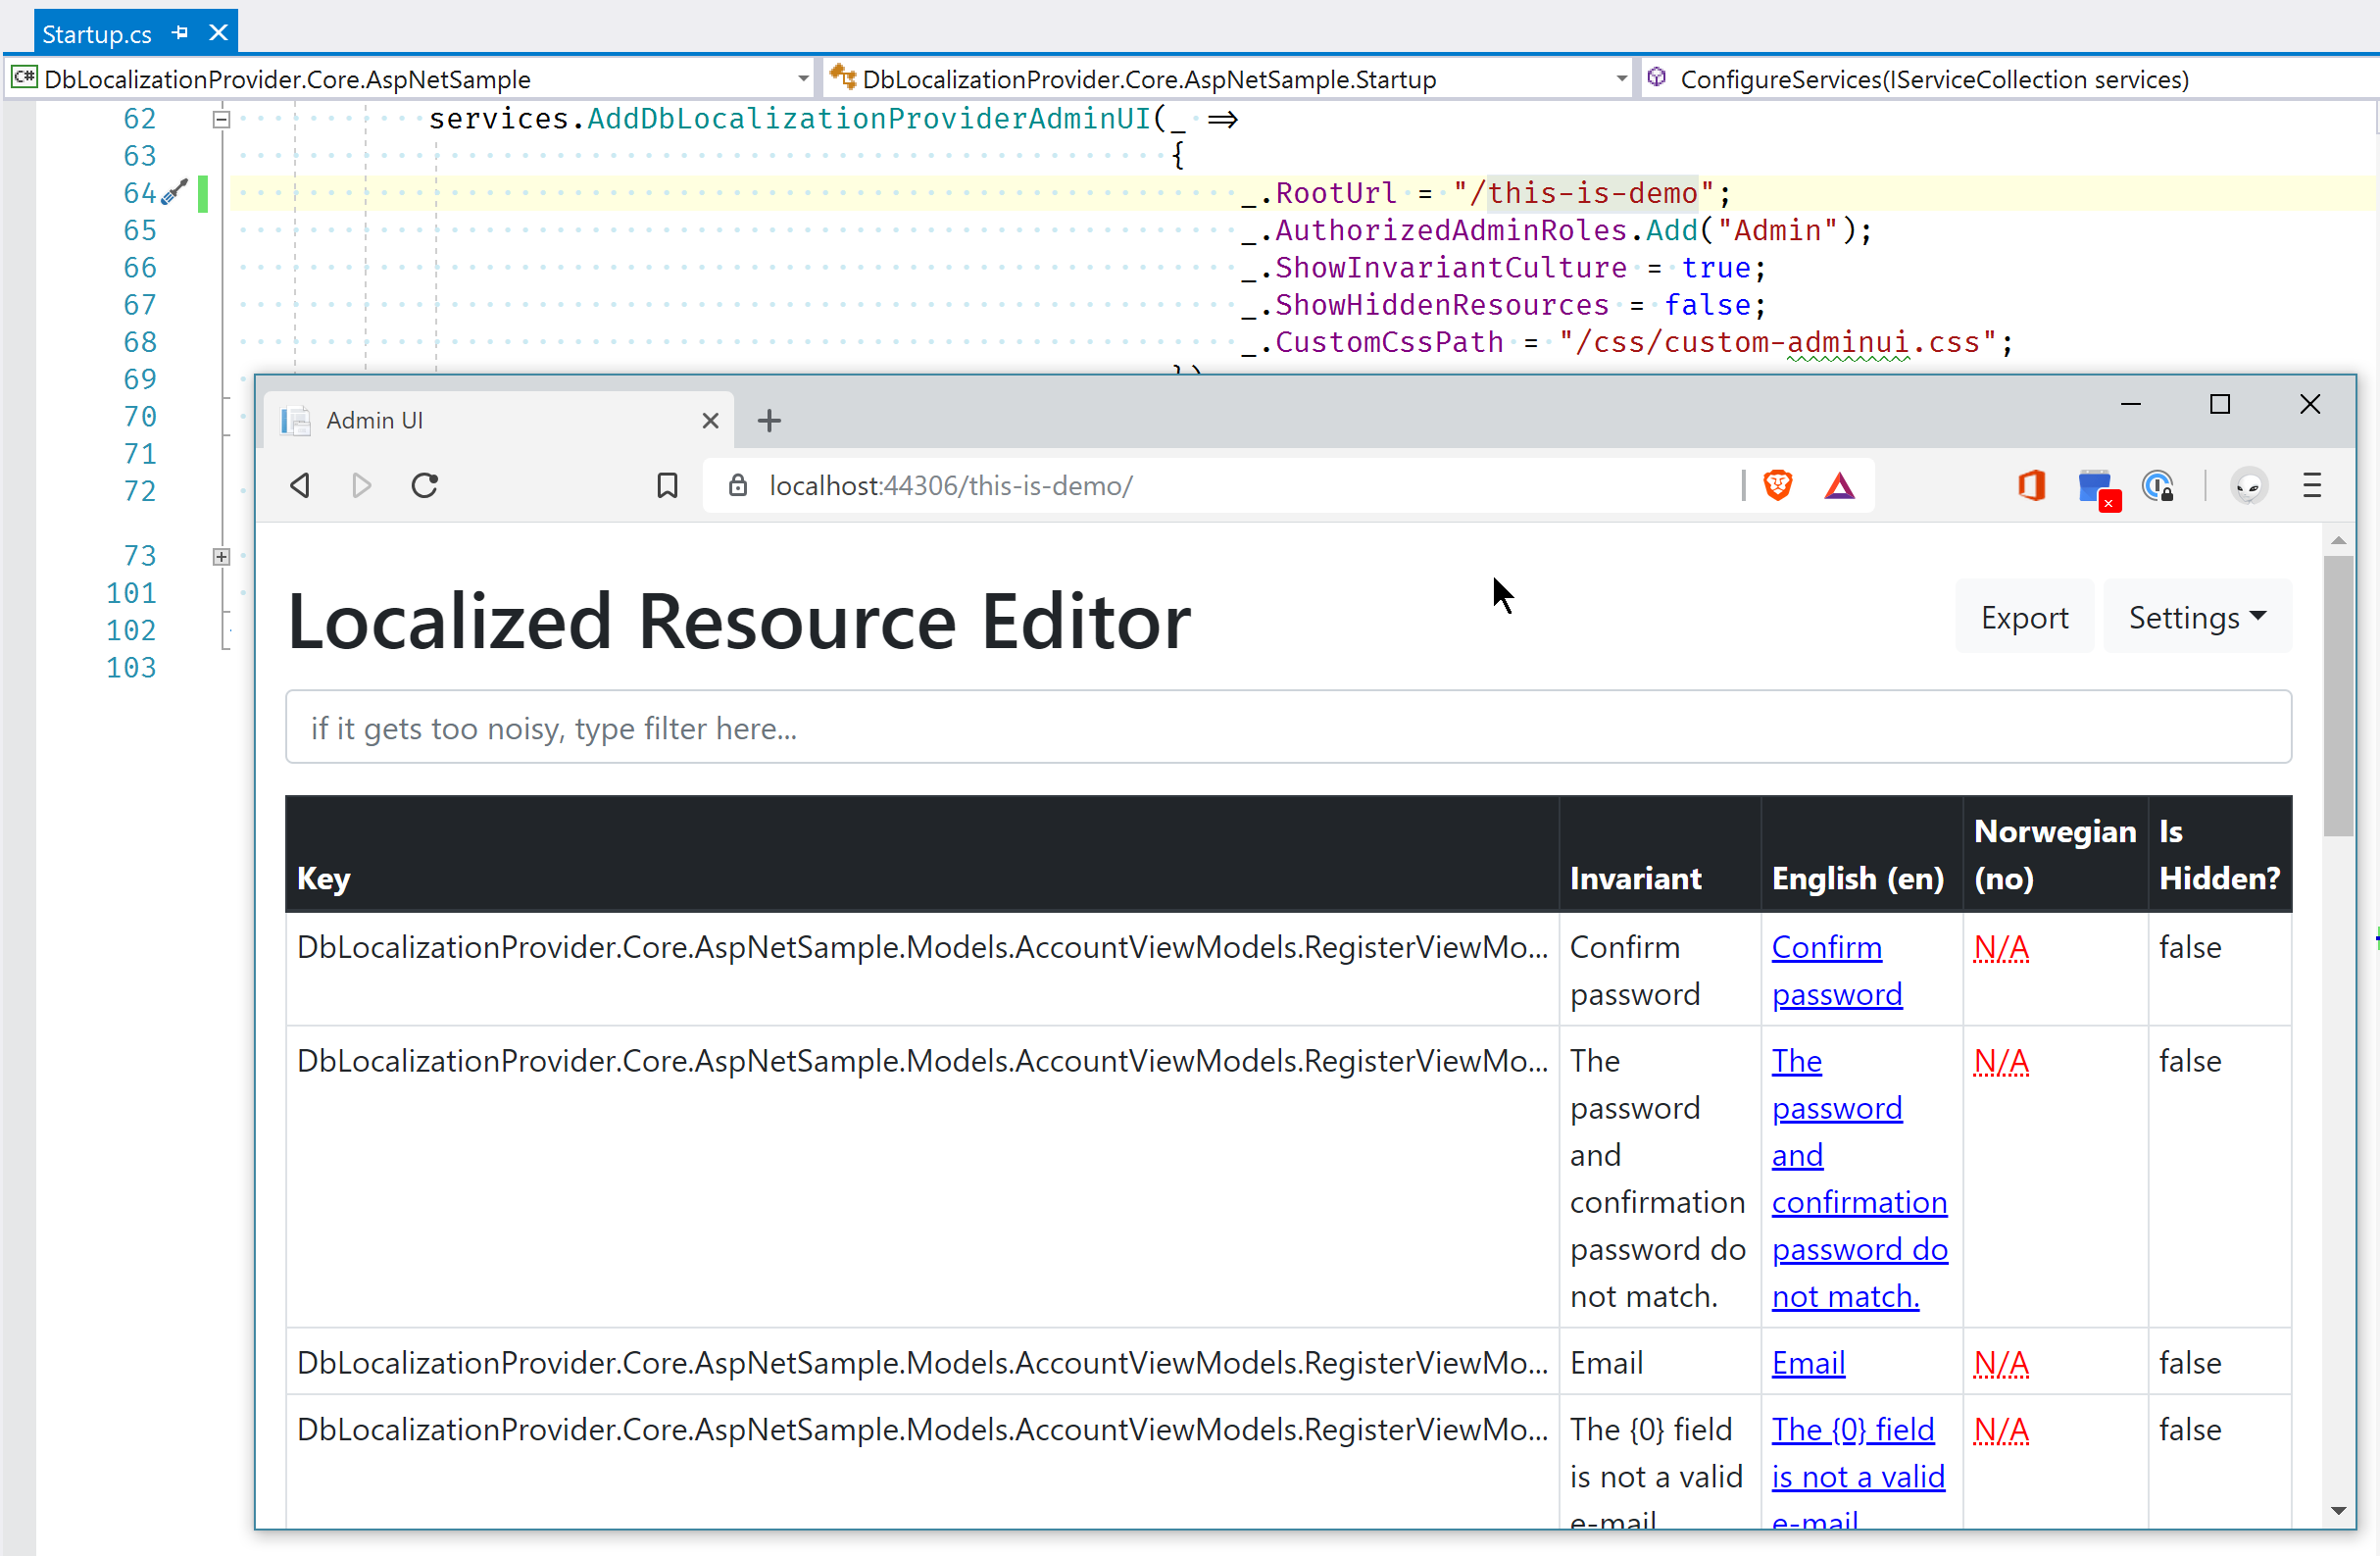 Startup.cs
C# DbLocalizationProvider.Core.AspNetSample
DbLocalizationProvider.Core.AspNetSample.Startup
ConfigureServices(IServiceCollection services)
62 services.AddDbLocalizationProviderAdminUI(_ =>
63 {
64 _.RootUrl = "/this-is-demo";
65 _.AuthorizedAdminRoles.Add("Admin");
66 _.ShowInvariantCulture = true;
67 _.ShowHiddenResources = false;
68 _.CustomCssPath = "/css/custom-adminui.css";
69
70
71
72
73
101
102
103
Admin UI
localhost:44306/this-is-demo/
Localized Resource Editor
Export
Settings
if it gets too noisy, type filter here...
Key
Invariant
English (en)
Norwegian
(no)
Is
Hidden?
DbLocalizationProvider.Core.AspNetSample.Models.AccountViewModels.RegisterViewMo...
Confirm
password
Confirm
password
N/A
false
DbLocalizationProvider.Core.AspNetSample.Models.AccountViewModels.RegisterViewMo...
The
password
and
confirmation
password do
not match.
The
password
and
confirmation
password do
not match.
N/A
false
DbLocalizationProvider.Core.AspNetSample.Models.AccountViewModels.RegisterViewMo...
Email
Email
N/A
false
DbLocalizationProvider.Core.AspNetSample.Models.AccountViewModels.RegisterViewMo...
The {0} field
is not a valid
e-mail
The {0} field
is not a valid
e-mail
N/A
false